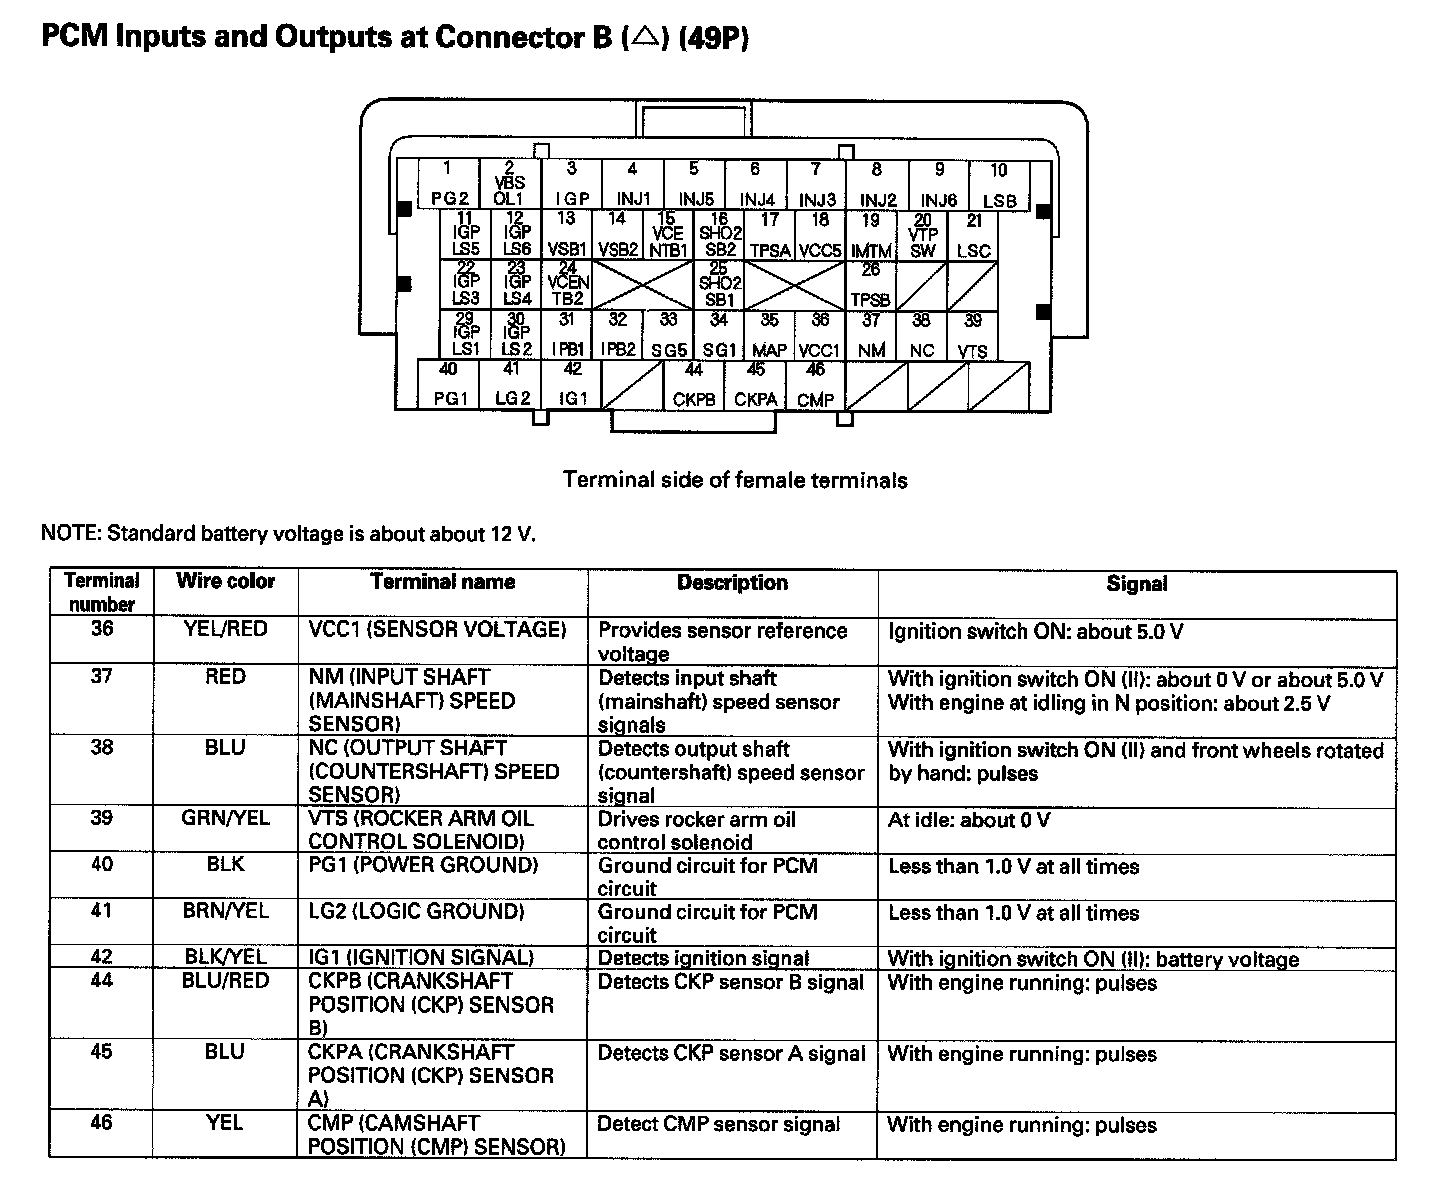 PCM Inputs and Outputs at Connector B (△) (49P)
1 2 3 4 5 6 7 8 9 10
PG2 VBS OL1 IGP INJ1 INJ5 INJ4 INJ3 INJ2 INJ6 LSB
11 12 13 14 15 16 17 18 19 20 21
IGP LS5 IGP LS6 VSB1 VSB2 VCE NTB1 SHO2 SB2 TPSA VCC5 IMTM VTP SW LSC
22 23 24 25 26
IGP LS3 IGP LS4 VCEN TB2 SHO2 SB1 TPSB
29 30 31 32 33 34 35 36 37 38 39
IGP LS1 IGP LS2 IPB1 IPB2 SG5 SG1 MAP VCC1 NM NC VTS
40 41 42 44 45 46
PG1 LG2 IG1 CKPB CKPA CMP
Terminal side of female terminals
NOTE: Standard battery voltage is about about 12 V.
Terminal number Wire color Terminal name Description Signal
36 YEL/RED VCC1 (SENSOR VOLTAGE) Provides sensor reference voltage Ignition switch ON: about 5.0 V
37 RED NM (INPUT SHAFT (MAINSHAFT) SPEED SENSOR) Detects input shaft (mainshaft) speed sensor signals With ignition switch ON (II): about 0 V or about 5.0 V With engine at idling in N position: about 2.5 V
38 BLU NC (OUTPUT SHAFT (COUNTERSHAFT) SPEED SENSOR) Detects output shaft (countershaft) speed sensor signal With ignition switch ON (II) and front wheels rotated by hand: pulses
39 GRN/YEL VTS (ROCKER ARM OIL CONTROL SOLENOID) Drives rocker arm oil control solenoid At idle: about 0 V
40 BLK PG1 (POWER GROUND) Ground circuit for PCM circuit Less than 1.0 V at all times
41 BRN/YEL LG2 (LOGIC GROUND) Ground circuit for PCM circuit Less than 1.0 V at all times
42 BLK/YEL IG1 (IGNITION SIGNAL) Detects ignition signal With ignition switch ON (II): battery voltage
44 BLU/RED CKPB (CRANKSHAFT POSITION (CKP) SENSOR B) Detects CKP sensor B signal With engine running: pulses
45 BLU CKPA (CRANKSHAFT POSITION (CKP) SENSOR A) Detects CKP sensor A signal With engine running: pulses
46 YEL CMP (CAMSHAFT POSITION (CMP) SENSOR) Detect CMP sensor signal With engine running: pulses